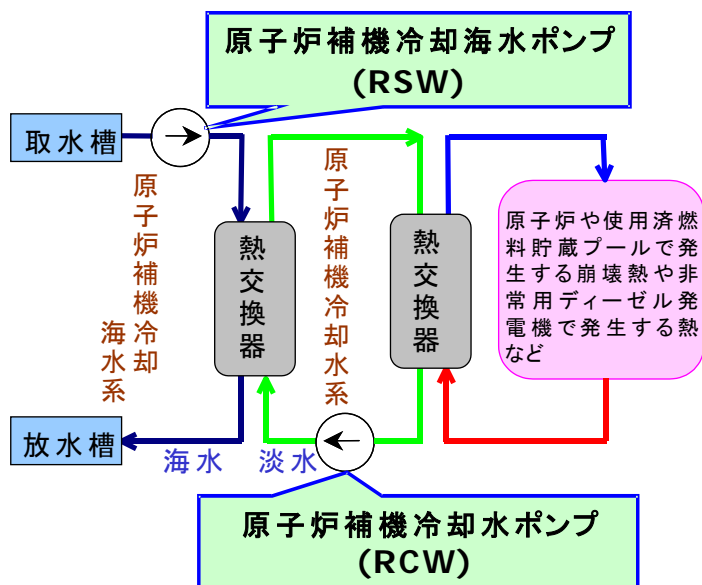 原子炉補機冷却海水ポンプ
(RSW)
取水槽
原子炉補機冷却
海水系
熱交換器
原子炉補機冷却水系
熱交換器
原子炉や使用済燃
料貯蔵プールで発
生する崩壊熱や非
常用ディーゼル発
電機で発生する熱
など
放水槽
海水
淡水
原子炉補機冷却水ポンプ
(RCW)